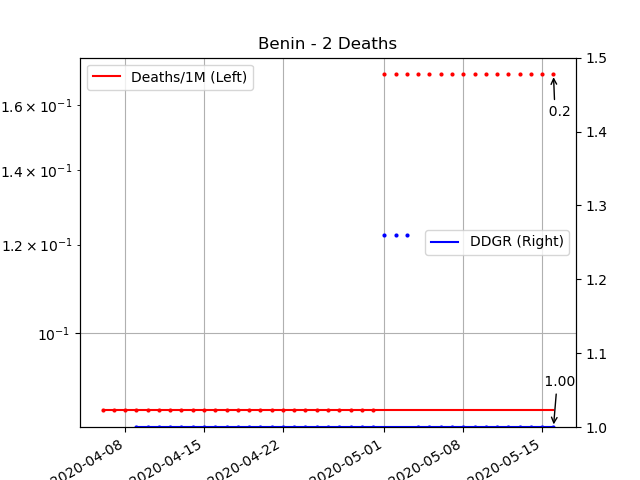 Benin - 2 Deaths
Deaths/1M (Left)
DDGR (Right)
0.2
1.00
1.6 × 10⁻¹
1.4 × 10⁻¹
1.2 × 10⁻¹
10⁻¹
1.5
1.4
1.3
1.2
1.1
1.0
2020-04-08
2020-04-15
2020-04-22
2020-05-01
2020-05-08
2020-05-15